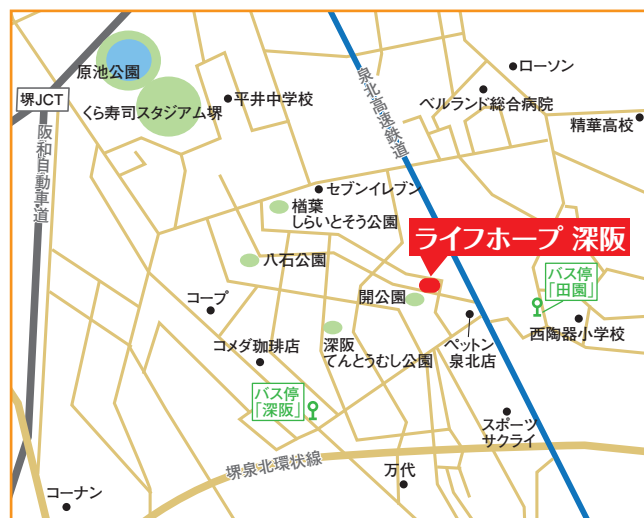 原池公園
堺JCT
くら寿司スタジアム堺
平井中学校
ローソン
ベルランド総合病院
精華高校
泉北高速鉄道
阪和自動車道
セブンイレブン
楢葉
しらいとそう公園
ライフホープ 深阪
八石公園
開公園
バス停
「田園」
コープ
コメダ珈琲店
深阪
てんとうむし公園
ペットン
泉北店
西陶器小学校
バス停
「深阪」
スポーツ
サクライ
堺泉北環状線
万代
コーナン